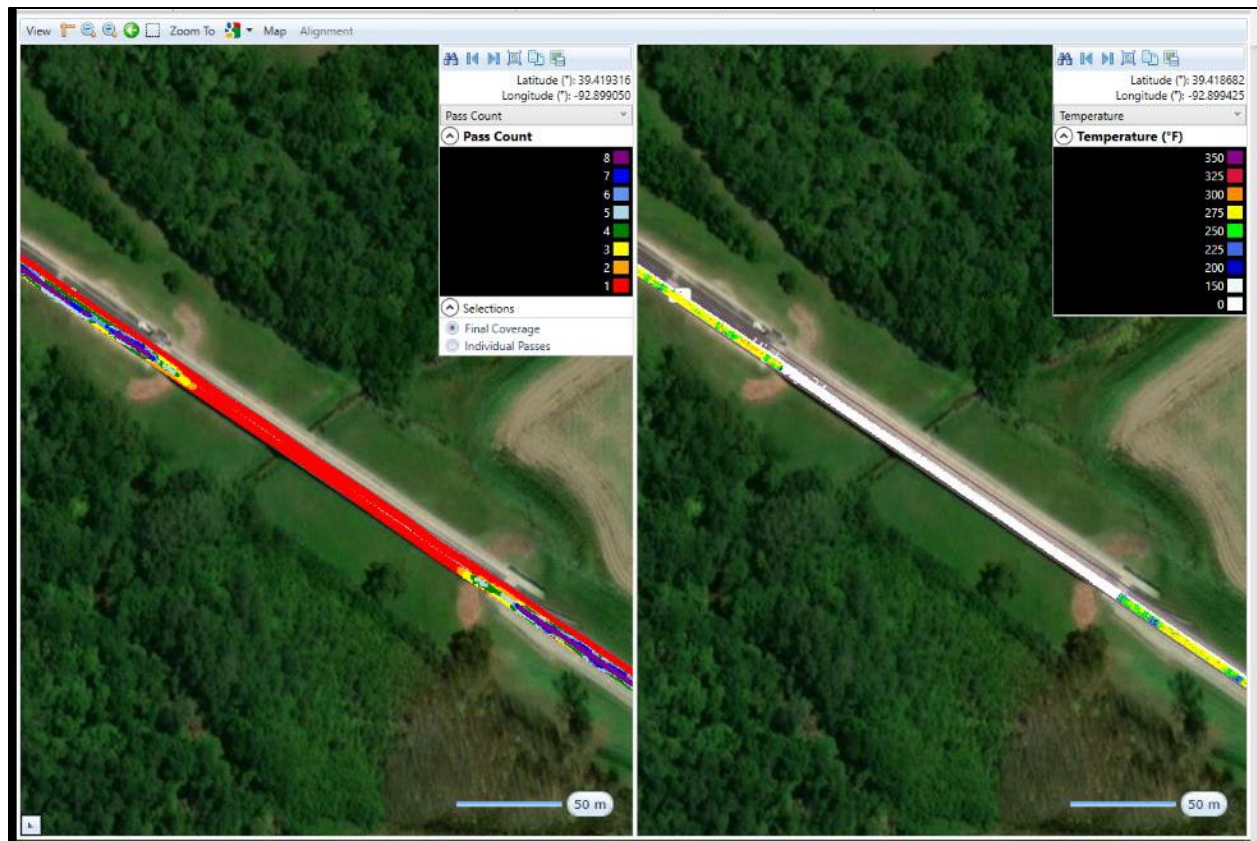 View Zoom To Map Alignment
Latitude (°): 39.419316
Longitude (°): -92.899050
Pass Count
Pass Count
8
7
6
5
4
3
2
1
Selections
Final Coverage
Individual Passes
50 m
Latitude (°): 39.418682
Longitude (°): -92.899425
Temperature
Temperature (°F)
350
325
300
275
250
225
200
150
0
50 m